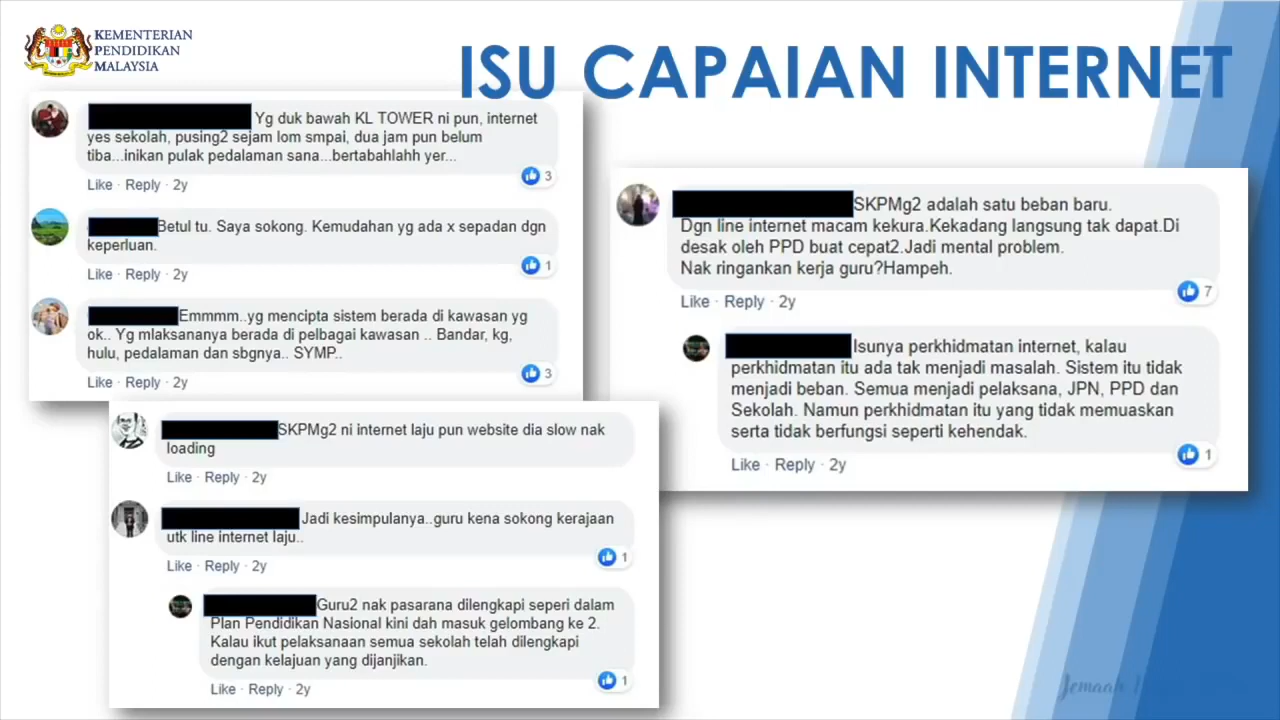 KEMENTERIAN
PENDIDIKAN
MALAYSIA
ISU CAPAIAN INTERNET
Yg duk bawah KL TOWER ni pun, internet
yes sekolah, pusing2 sejam lom smpai, dua jam pun belum
tiba...inikan pulak pedalaman sana...bertabahlahh yer...
Like · Reply · 2y
3
Betul tu. Saya sokong. Kemudahan yg ada x sepadan dgn
keperluan.
Like · Reply · 2y
1
Emmmm..yg mencipta sistem berada di kawasan yg
ok.. Yg mlaksananya berada di pelbagai kawasan .. Bandar, kg,
hulu, pedalaman dan sbgnya.. SYMP..
Like · Reply · 2y
3
SKPMg2 ni internet laju pun website dia slow nak
loading
Like · Reply · 2y
Jadi kesimpulanya..guru kena sokong kerajaan
utk line internet laju..
Like · Reply · 2y
1
Guru2 nak pasarana dilengkapi seperi dalam
Plan Pendidikan Nasional kini dah masuk gelombang ke 2.
Kalau ikut pelaksanaan semua sekolah telah dilengkapi
dengan kelajuan yang dijanjikan.
Like · Reply · 2y
1
SKPMg2 adalah satu beban baru.
Dgn line internet macam kekura.Kekadang langsung tak dapat.Di
desak oleh PPD buat cepat2.Jadi mental problem.
Nak ringankan kerja guru?Hampeh.
Like · Reply · 2y
7
Isunya perkhidmatan internet, kalau
perkhidmatan itu ada tak menjadi masalah. Sistem itu tidak
menjadi beban. Semua menjadi pelaksana, JPN, PPD dan
Sekolah. Namun perkhidmatan itu yang tidak memuaskan
serta tidak berfungsi seperti kehendak.
Like · Reply · 2y
1
Jemaah